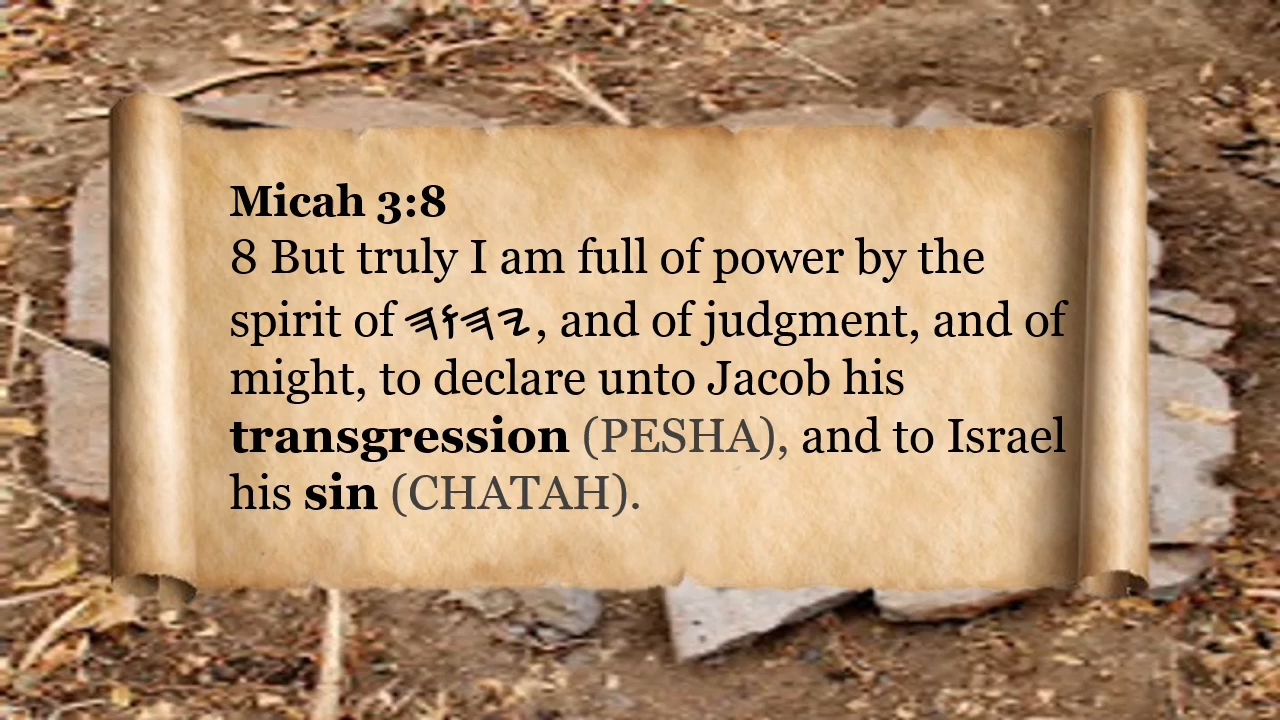 Micah 3:8
8 But truly I am full of power by the
spirit of 𐤉𐤄𐤅𐤄, and of judgment, and of
might, to declare unto Jacob his
transgression (PESHA), and to Israel
his sin (CHATAH).